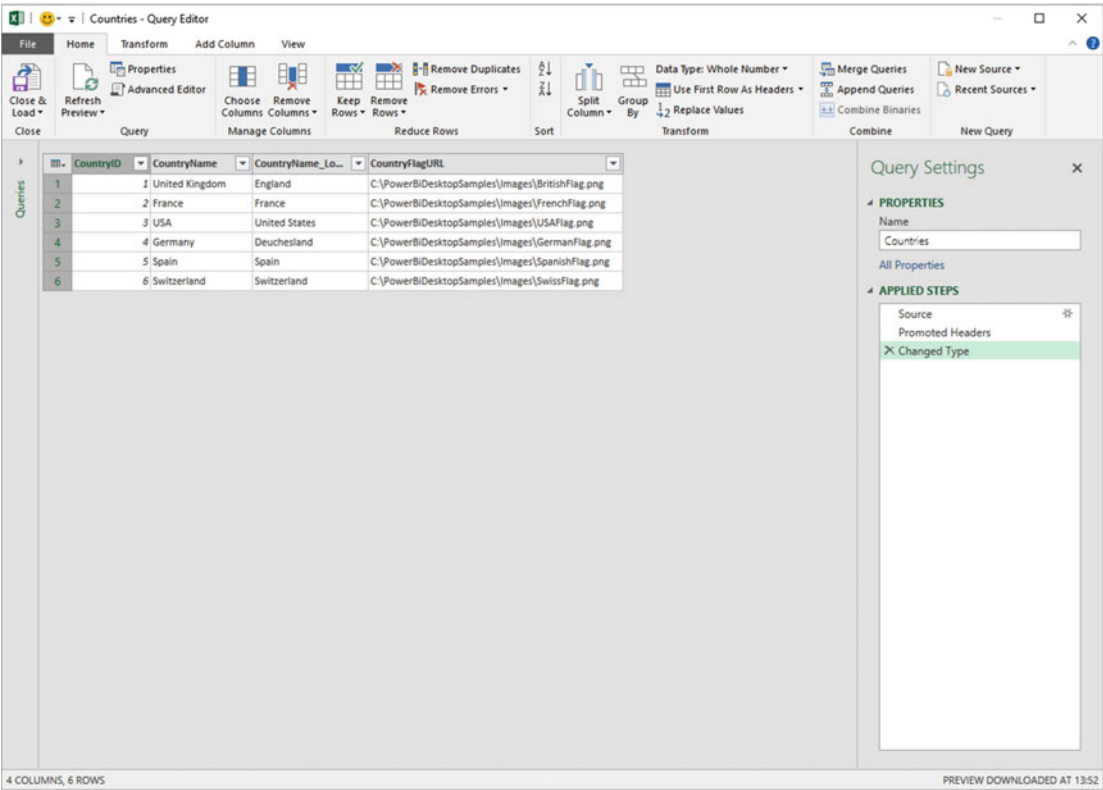 Countries - Query Editor
File Home Transform Add Column View
Close & Load
Refresh Preview
Properties
Advanced Editor
Choose Columns
Remove Columns
Keep Rows
Remove Rows
Remove Duplicates
Remove Errors
Split Column
Group By
Data Type: Whole Number
Use First Row As Headers
Replace Values
Merge Queries
Append Queries
Combine Binaries
New Source
Recent Sources
Close Query Manage Columns Reduce Rows Sort Transform Combine New Query
Queries
CountryID CountryName CountryName_Lo... CountryFlagURL
1 1 United Kingdom England C:\PowerBiDesktopSamples\Images\BritishFlag.png
2 2 France France C:\PowerBiDesktopSamples\Images\FrenchFlag.png
3 3 USA United States C:\PowerBiDesktopSamples\Images\USAFlag.png
4 4 Germany Deuchesland C:\PowerBiDesktopSamples\Images\GermanFlag.png
5 5 Spain Spain C:\PowerBiDesktopSamples\Images\SpanishFlag.png
6 6 Switzerland Switzerland C:\PowerBiDesktopSamples\Images\SwissFlag.png
Query Settings
PROPERTIES
Name
Countries
All Properties
APPLIED STEPS
Source
Promoted Headers
Changed Type
4 COLUMNS, 6 ROWS
PREVIEW DOWNLOADED AT 13:52